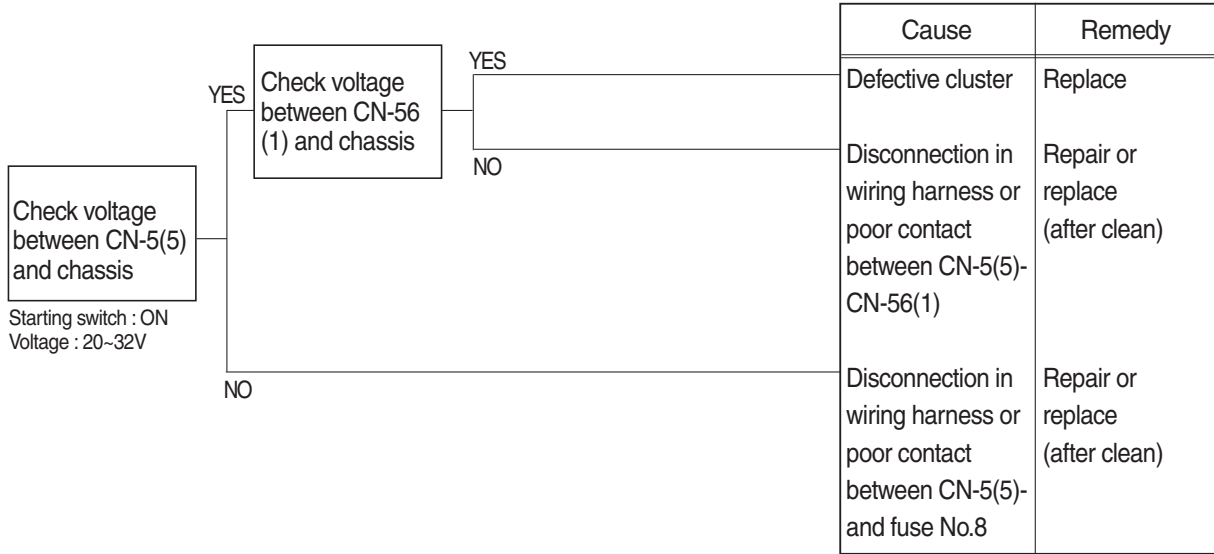 Cause
Remedy
YES
Check voltage
between CN-56
(1) and chassis
YES
Defective cluster
Replace
NO
Disconnection in
wiring harness or
poor contact
between CN-5(5)-
CN-56(1)
Repair or
replace
(after clean)
Check voltage
between CN-5(5)
and chassis
Starting switch : ON
Voltage : 20~32V
NO
Disconnection in
wiring harness or
poor contact
between CN-5(5)-
and fuse No.8
Repair or
replace
(after clean)